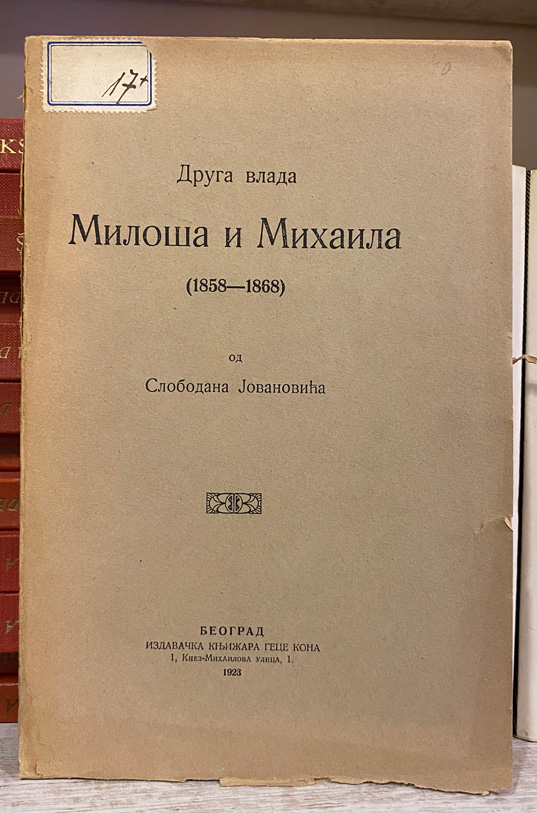 17+
Друга влада
Милоша и Михаила
(1858—1868)
од
Слободана Јовановића
БЕОГРАД
ИЗДАВАЧКА КЊИЖАРА ГЕЦЕ КОНА
1, Кнез-Михаилова улица, 1.
1923